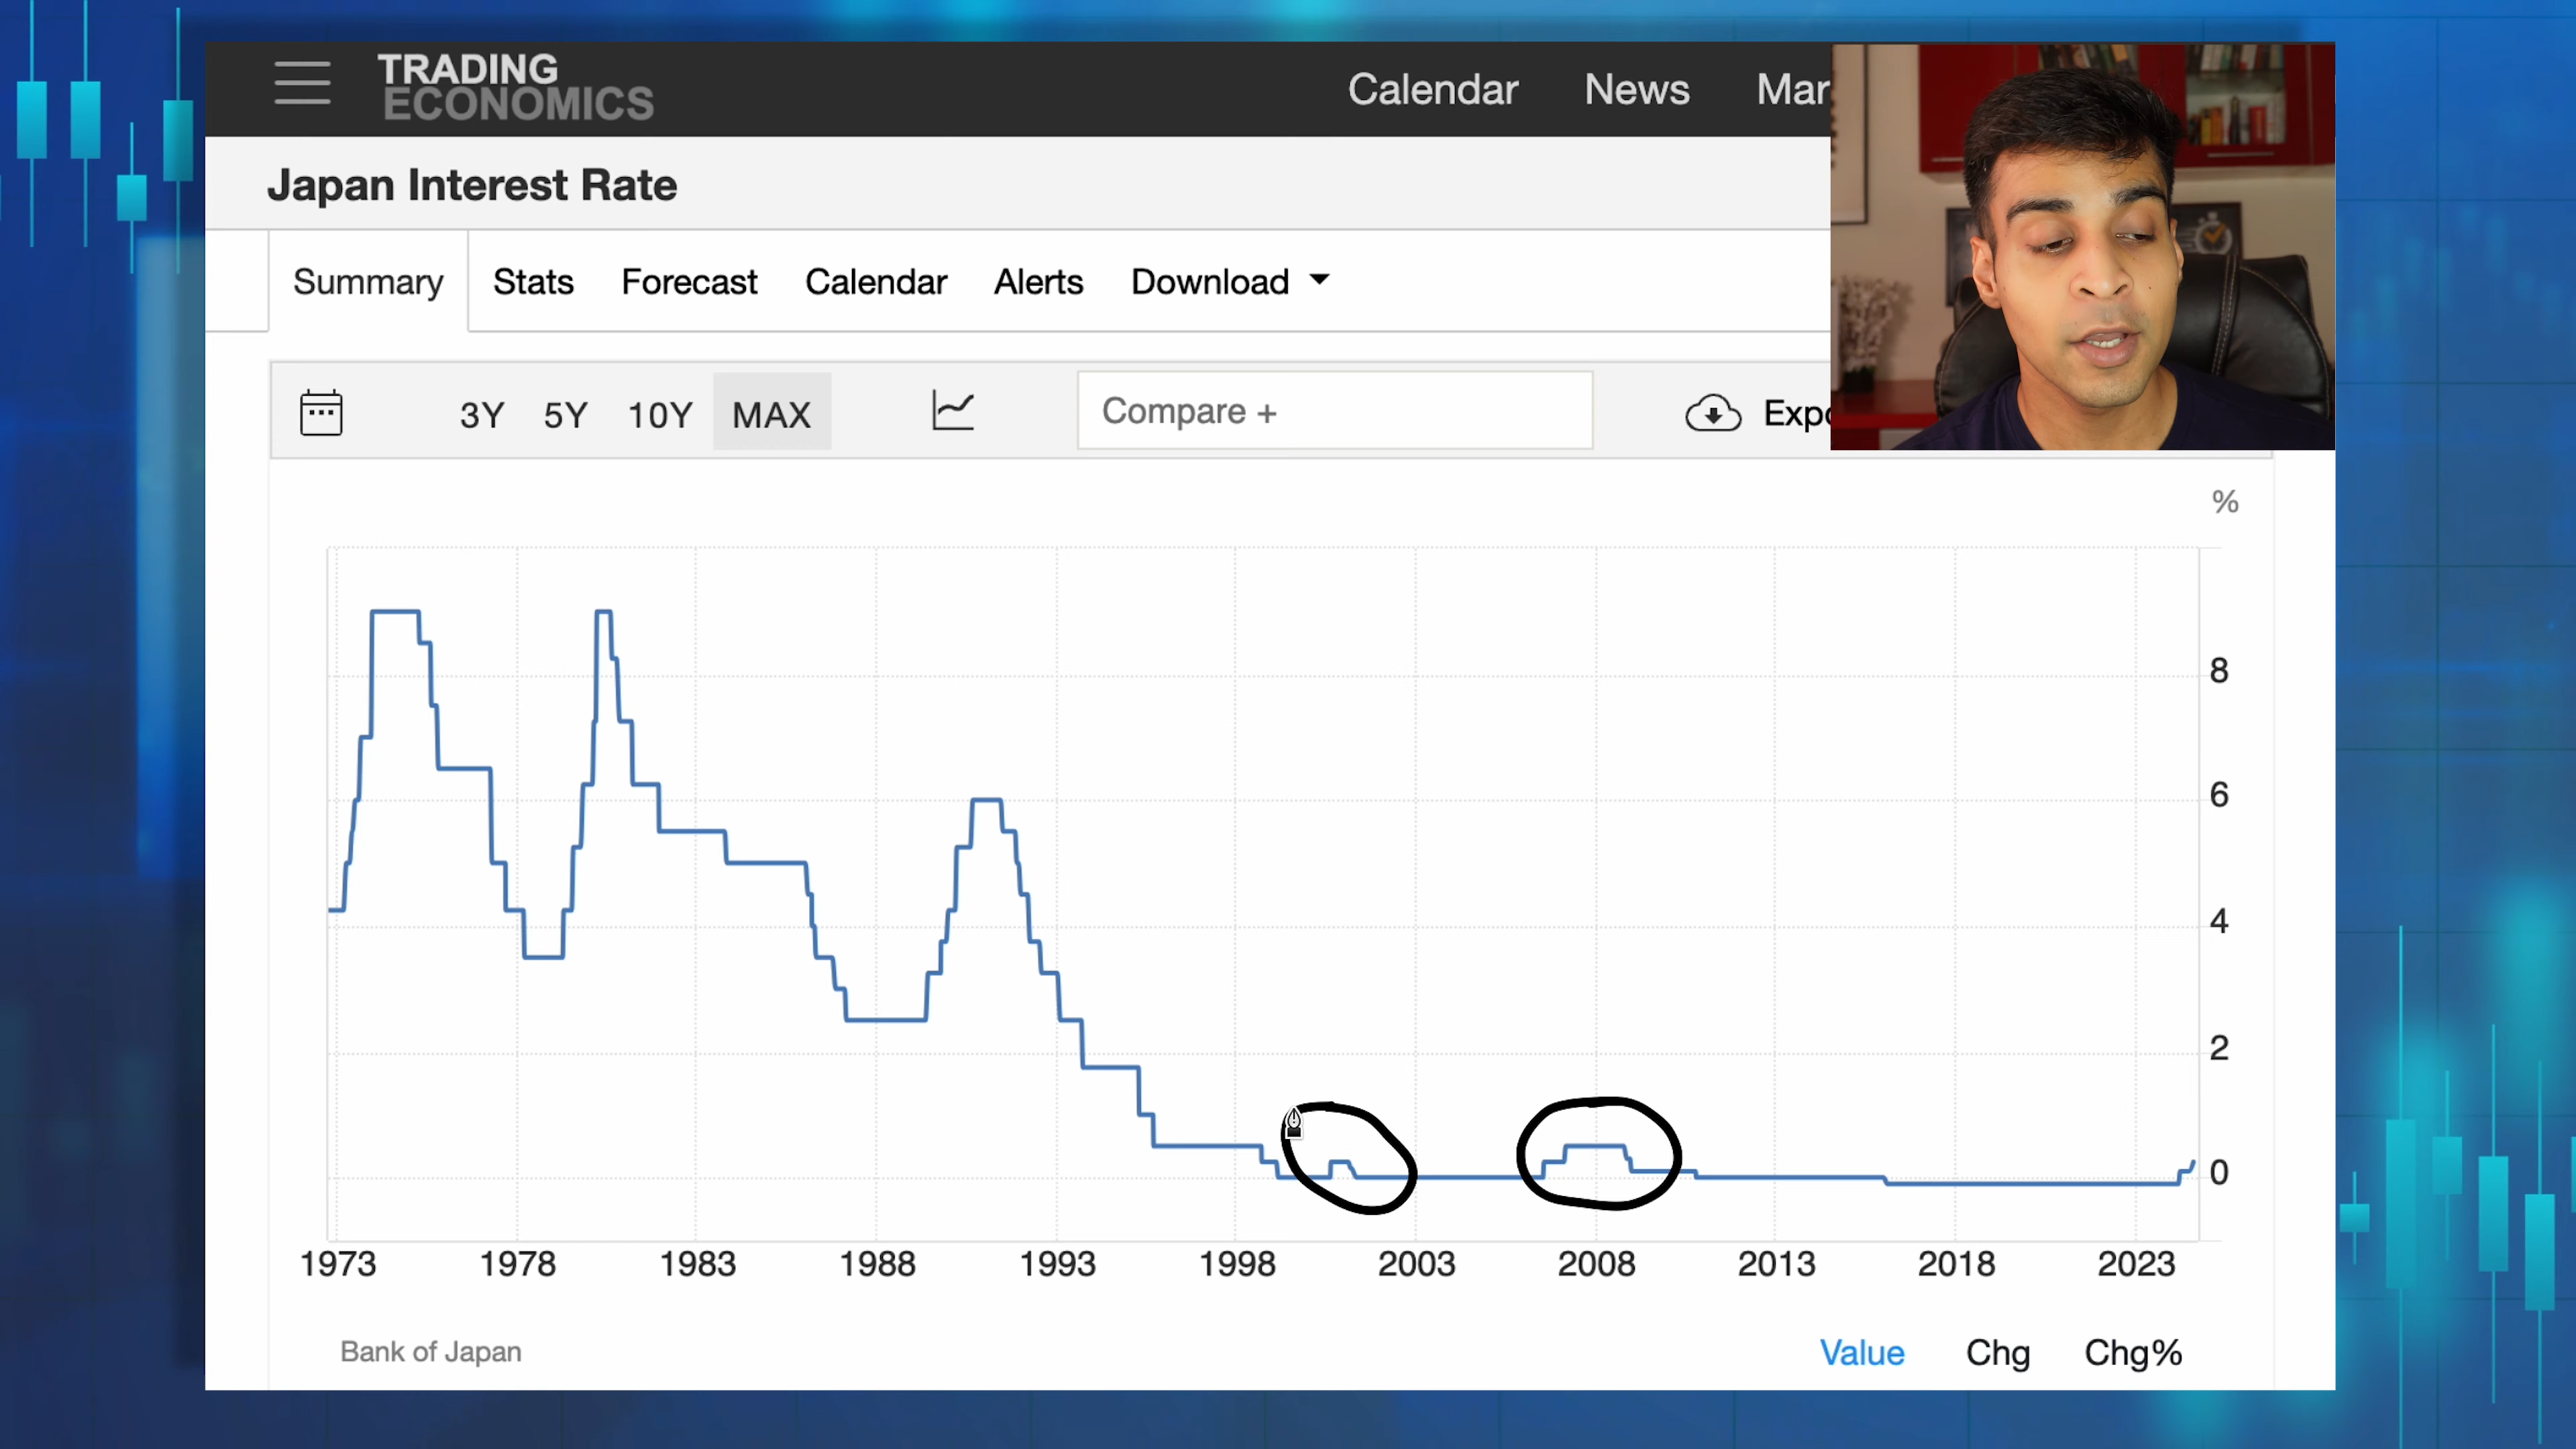 TRADING
ECONOMICS
Calendar News Mar
Japan Interest Rate
Summary Stats Forecast Calendar Alerts Download
3Y 5Y 10Y MAX Compare + Expo
%
8
6
4
2
0
1973 1978 1983 1988 1993 1998 2003 2008 2013 2018 2023
Bank of Japan Value Chg Chg%